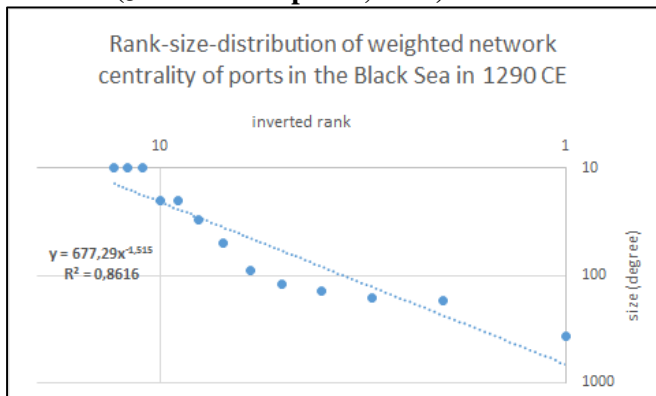 Rank-size-distribution of weighted network
centrality of ports in the Black Sea in 1290 CE
inverted rank
10 1
10
y = 677,29x^-1,515
R² = 0,8616
100
size (degree)
1000